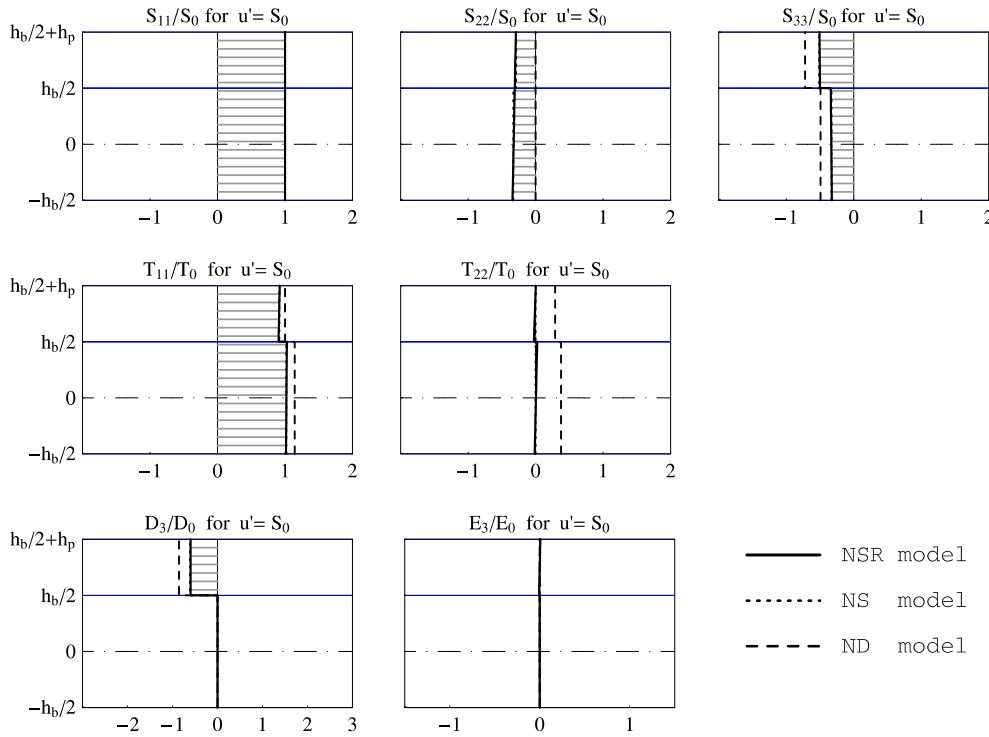 S11/S0 for u'= S0
S22/S0 for u'= S0
S33/S0 for u'= S0
hb/2+hp
hb/2
0
−hb/2
−1 0 1 2
−1 0 1 2
−1 0 1 2
T11/T0 for u'= S0
T22/T0 for u'= S0
hb/2+hp
hb/2
0
−hb/2
−1 0 1 2
−1 0 1 2
D3/D0 for u'= S0
E3/E0 for u'= S0
hb/2+hp
hb/2
0
−hb/2
−2 −1 0 1 2 3
−1 0 1
NSR model
NS model
ND model